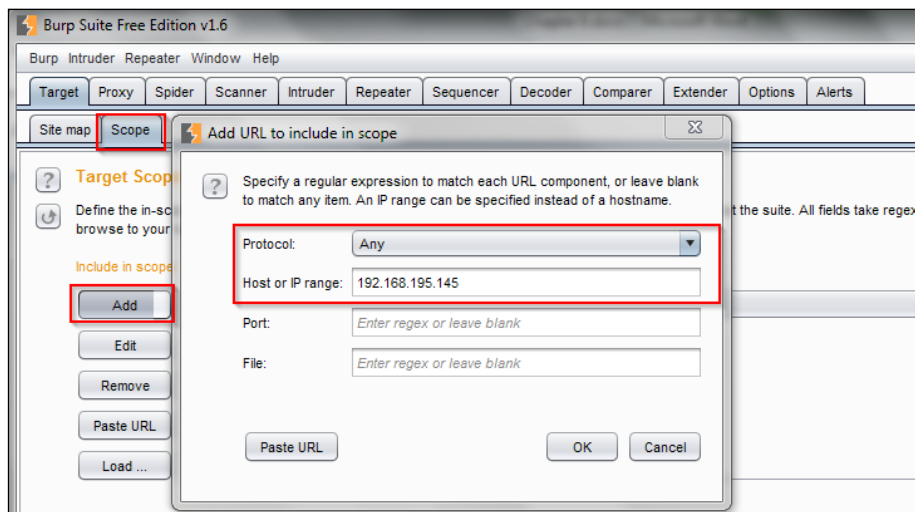 Burp Suite Free Edition v1.6
Burp Intruder Repeater Window Help
Target Proxy Spider Scanner Intruder Repeater Sequencer Decoder Comparer Extender Options Alerts
Site map Scope
Add URL to include in scope
? Target Scop
? Specify a regular expression to match each URL component, or leave blank
to match any item. An IP range can be specified instead of a hostname.
Define the in-sc
t the suite. All fields take regex
browse to your
Include in scope
Protocol: Any
Host or IP range: 192.168.195.145
Port: Enter regex or leave blank
File: Enter regex or leave blank
Add
Edit
Remove
Paste URL
Load ...
Paste URL OK Cancel